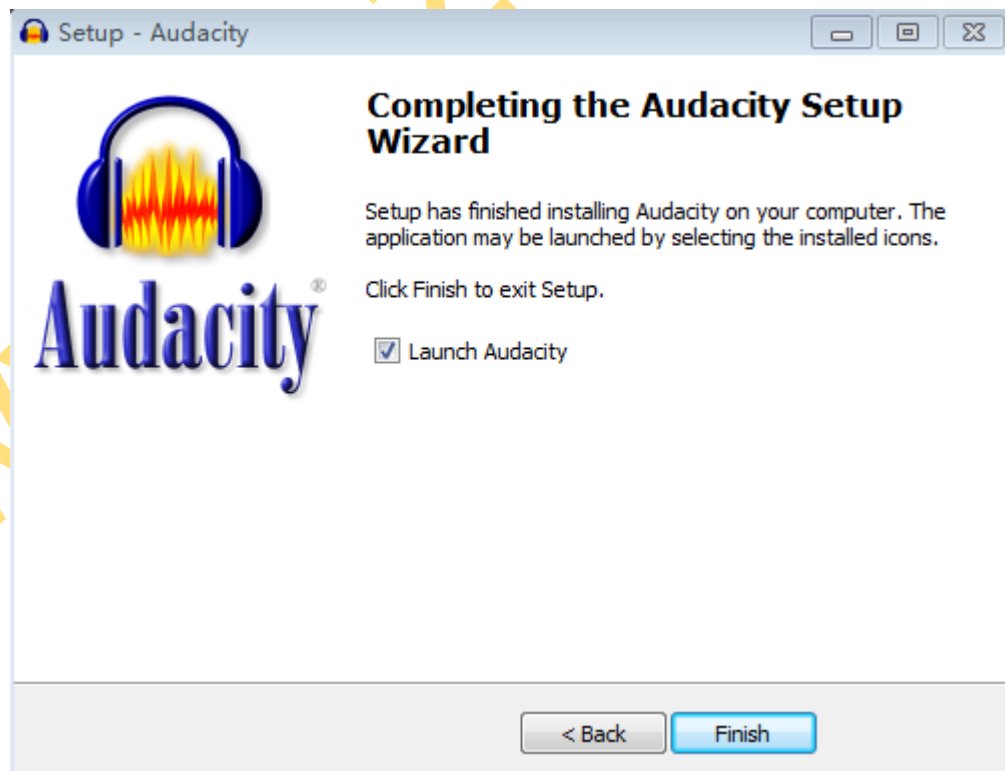 Setup - Audacity
Completing the Audacity Setup
Wizard
Setup has finished installing Audacity on your computer. The
application may be launched by selecting the installed icons.
Click Finish to exit Setup.
Launch Audacity
Audacity®
< Back
Finish